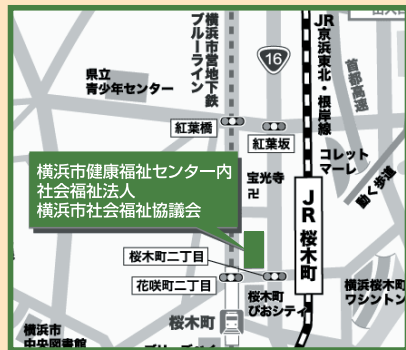 横浜市営地下鉄
ブルーライン
16
JR京浜東北・根岸線
首都高速
県立
青少年センター
紅葉橋
紅葉坂
コレット
マーレ
動く歩道
横浜市健康福祉センター内
社会福祉法人
横浜市社会福祉協議会
宝光寺
卍
JR桜木町
桜木町二丁目
花咲町二丁目
桜木町
ぴおシティ
横浜桜木町
ワシントン
桜木町
横浜市
中央図書館